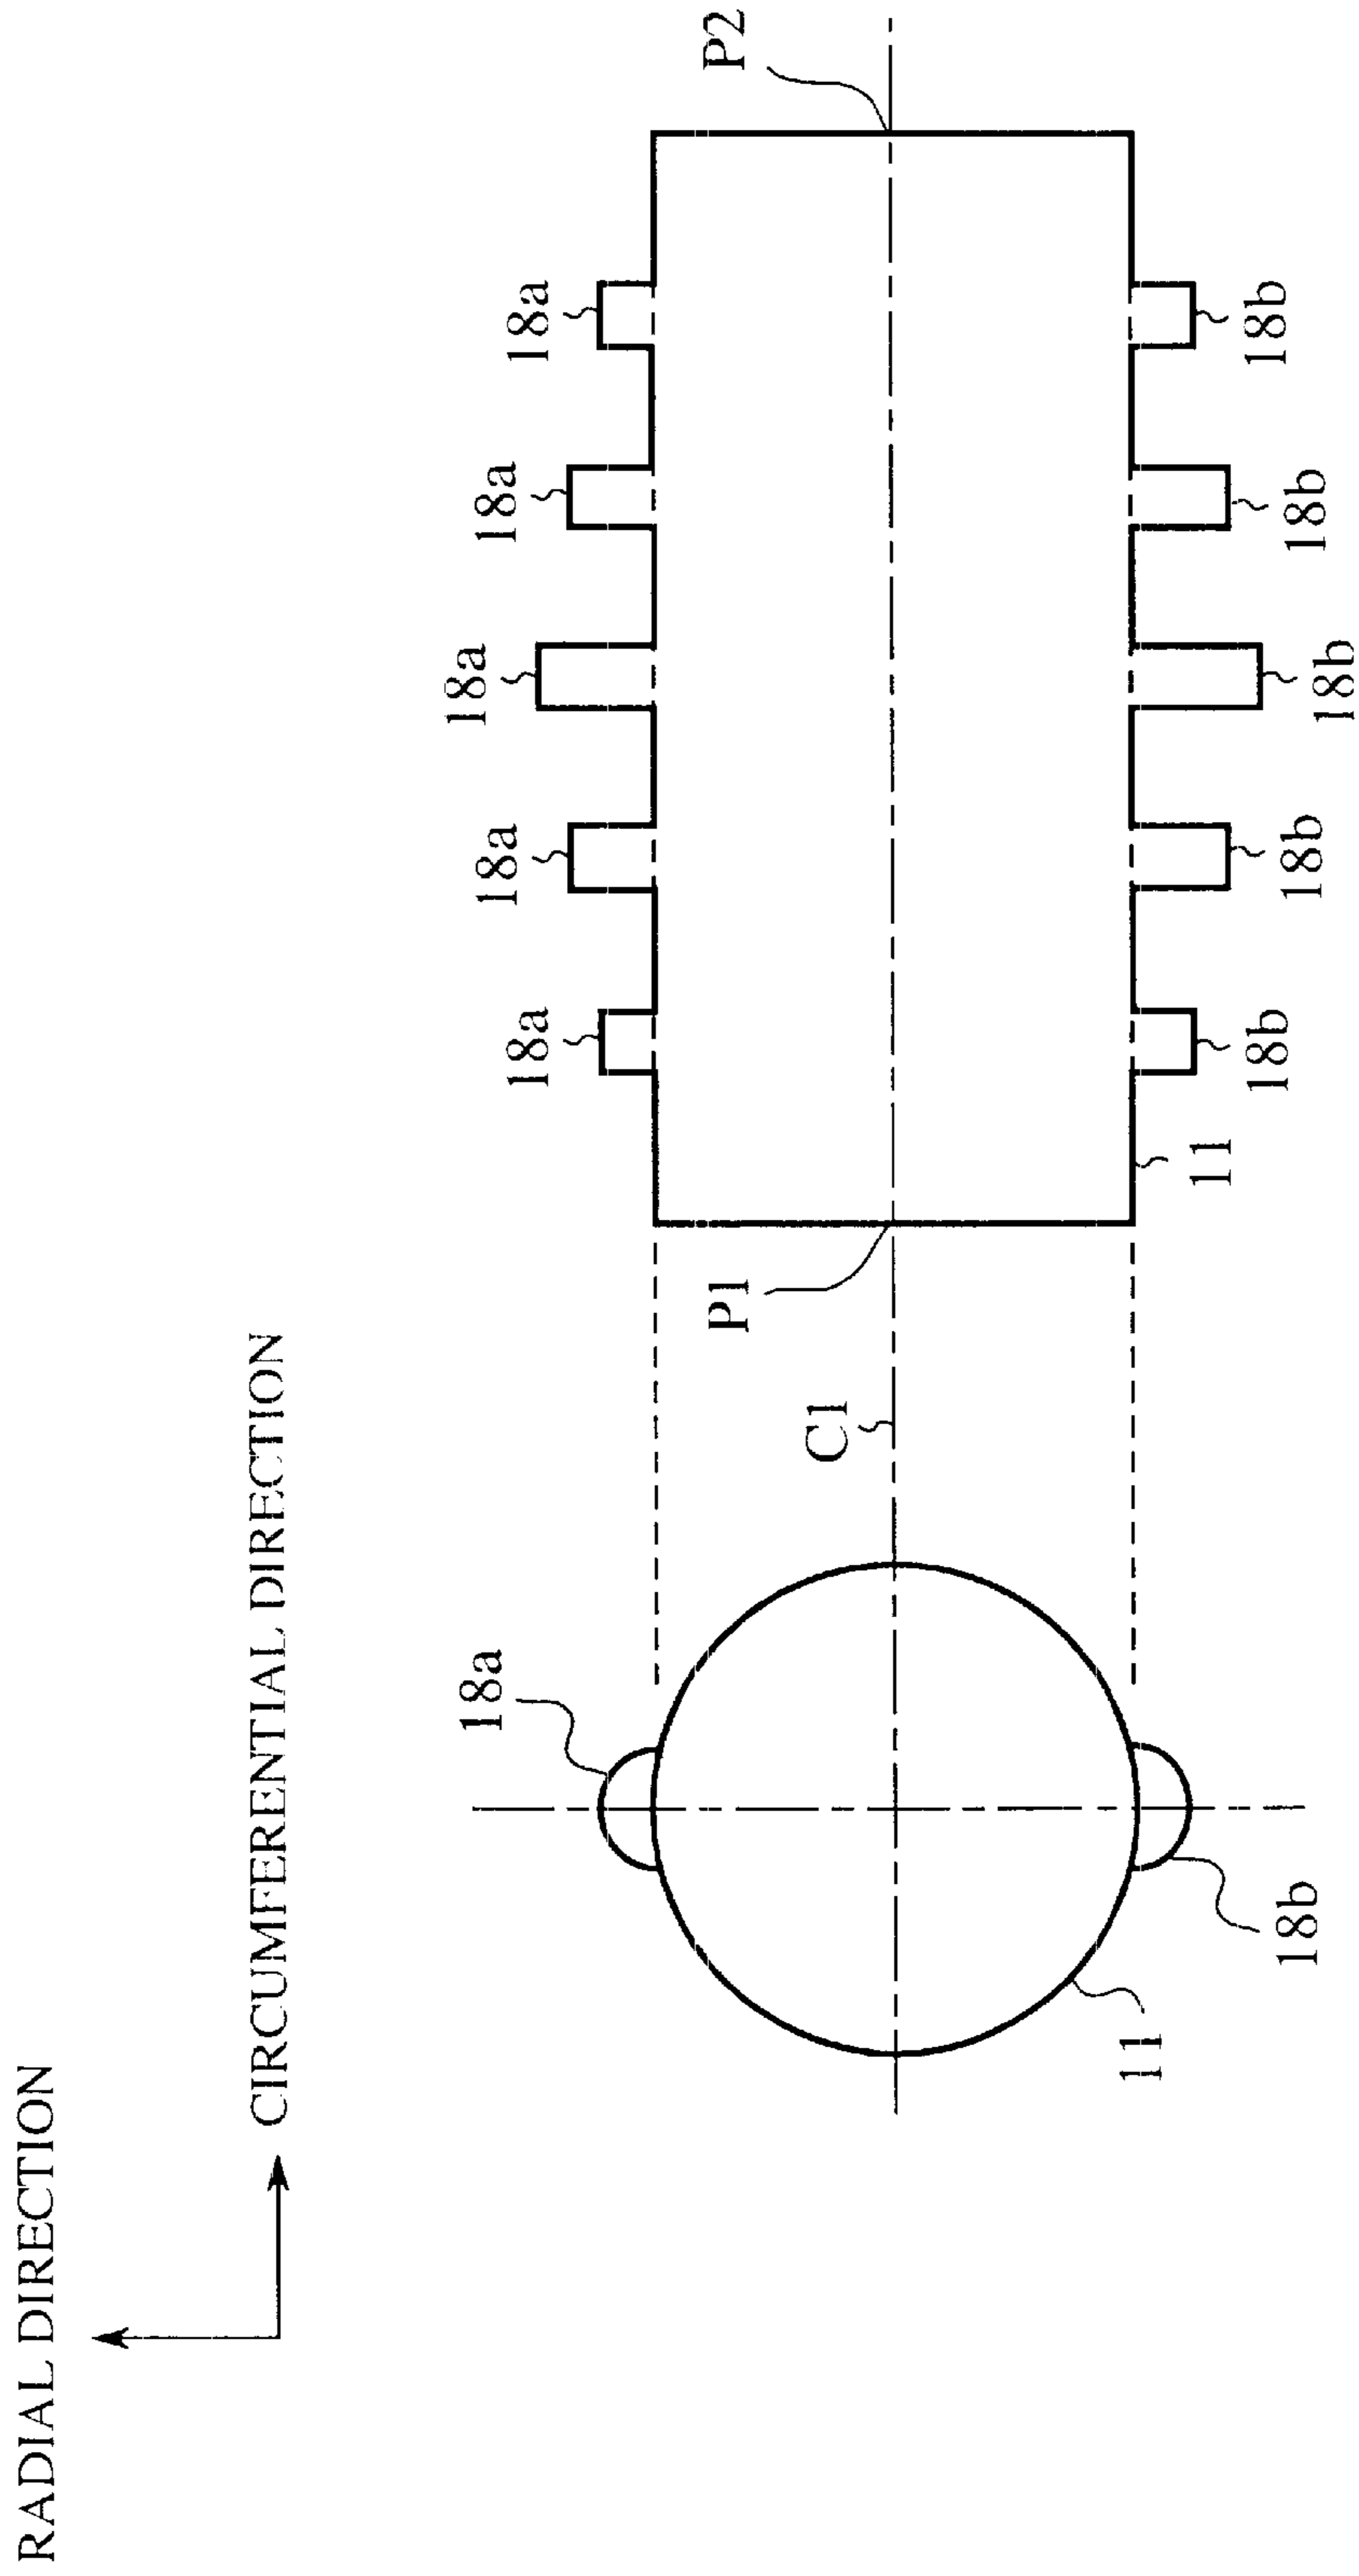 RADIAL DIRECTION
CIRCUMFERENTIAL DIRECTION
18a
18a
18a
18a
18a
18a
C1
P1
P2
11
18b
11
18b
18b
18b
18b
18b